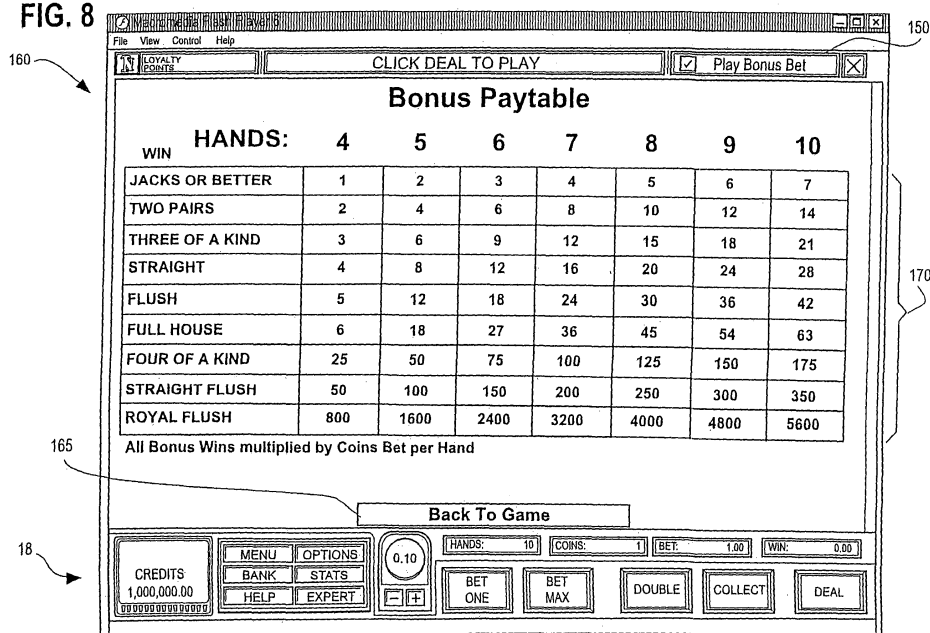 FIG. 8
Macromedia Flash Player 8
File View Control Help
150
160
LOYALTY POINTS
CLICK DEAL TO PLAY
Play Bonus Bet
Bonus Paytable
WIN HANDS: 4 5 6 7 8 9 10
JACKS OR BETTER 1 2 3 4 5 6 7
TWO PAIRS 2 4 6 8 10 12 14
THREE OF A KIND 3 6 9 12 15 18 21
STRAIGHT 4 8 12 16 20 24 28
170
FLUSH 5 12 18 24 30 36 42
FULL HOUSE 6 18 27 36 45 54 63
FOUR OF A KIND 25 50 75 100 125 150 175
STRAIGHT FLUSH 50 100 150 200 250 300 350
ROYAL FLUSH 800 1600 2400 3200 4000 4800 5600
All Bonus Wins multiplied by Coins Bet per Hand
165
Back To Game
18
CREDITS
1,000,000.00
MENU OPTIONS
BANK STATS
HELP EXPERT
0.10
- +
HANDS: 10 COINS: 1 BET: 1.00 WIN: 0.00
BET ONE
BET MAX
DOUBLE
COLLECT
DEAL